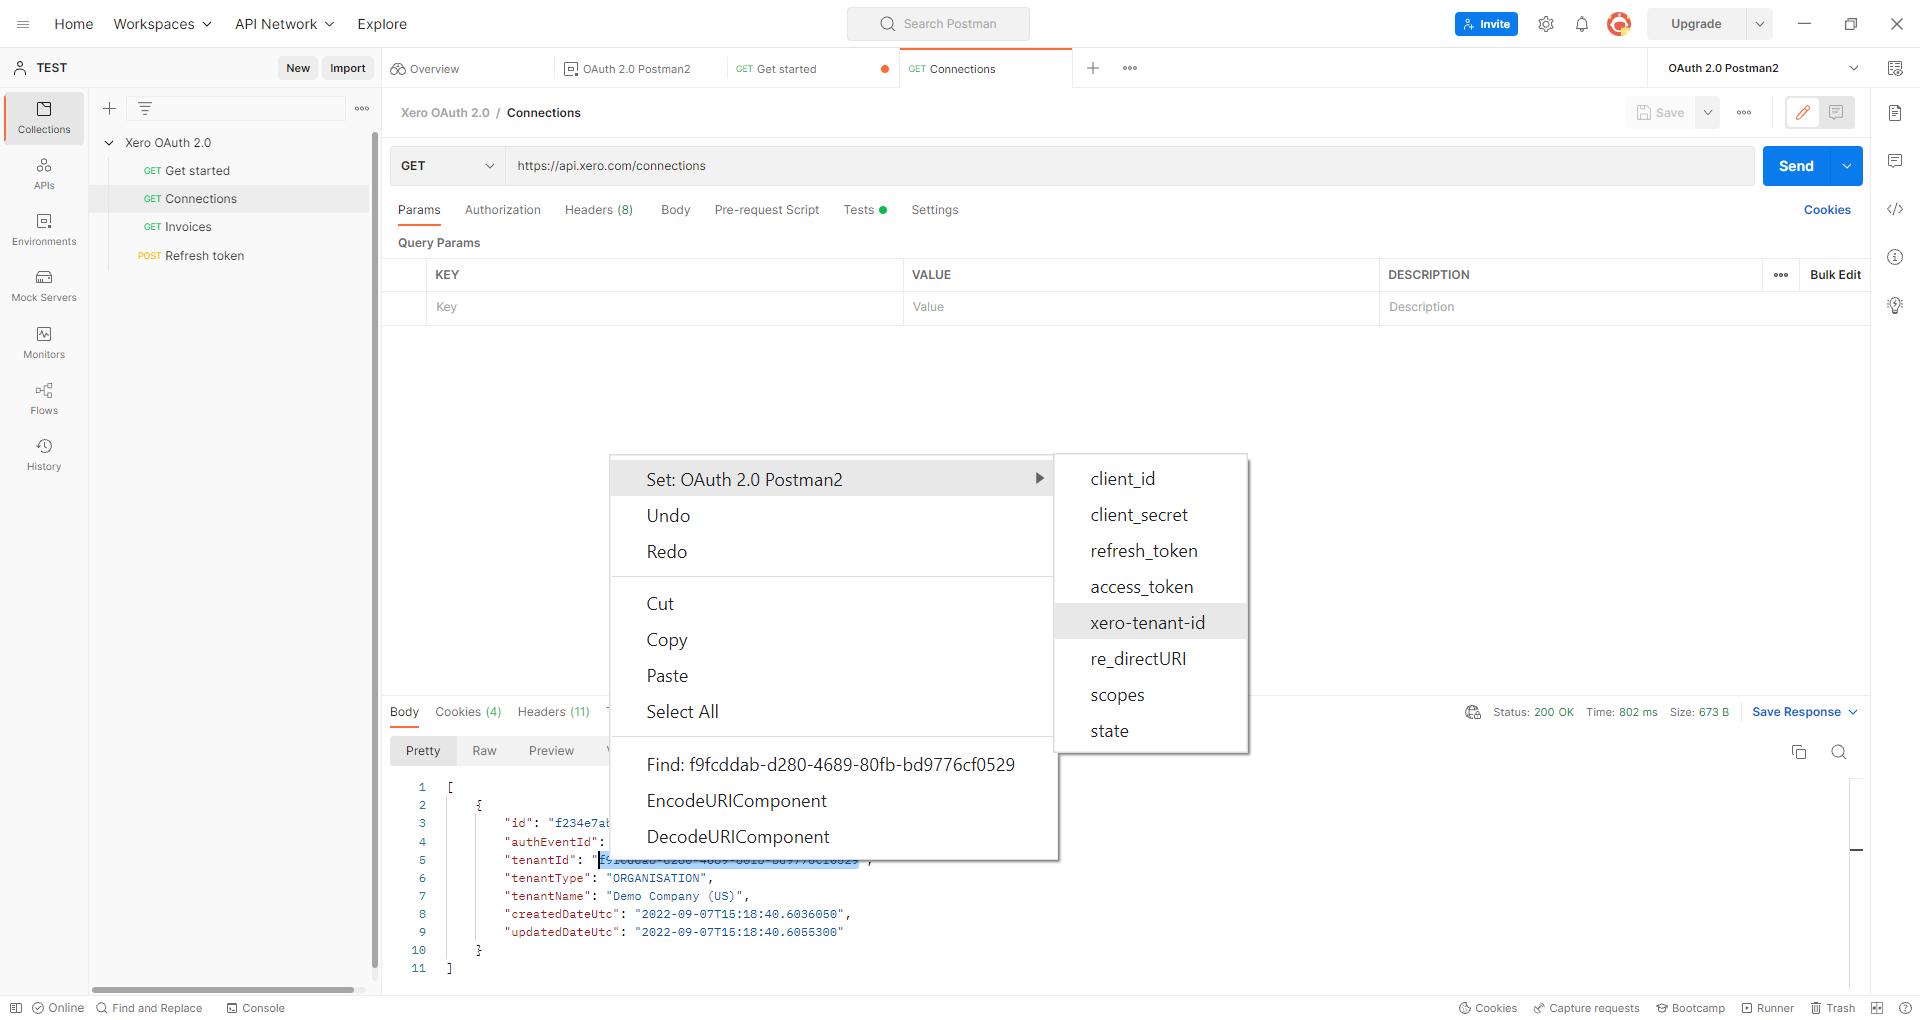 Home
Workspaces
API Network
Explore
Search Postman
Invite
Upgrade
TEST
New
Import
Overview
OAuth 2.0 Postman2
GET Get started
GET Connections
OAuth 2.0 Postman2
Collections
APIs
Environments
Mock Servers
Monitors
Flows
History
Xero OAuth 2.0
GET Get started
GET Connections
GET Invoices
POST Refresh token
Xero OAuth 2.0 / Connections
Save
GET
https://api.xero.com/connections
Send
Params
Authorization
Headers (8)
Body
Pre-request Script
Tests
Settings
Cookies
Query Params
KEY
VALUE
DESCRIPTION
Bulk Edit
Key
Value
Description
Set: OAuth 2.0 Postman2
Undo
Redo
Cut
Copy
Paste
Select All
Find: f9fcddab-d280-4689-80fb-bd9776cf0529
EncodeURIComponent
DecodeURIComponent
client_id
client_secret
refresh_token
access_token
xero-tenant-id
re_directURI
scopes
state
Body
Cookies (4)
Headers (11)
Status: 200 OK
Time: 802 ms
Size: 673 B
Save Response
Pretty
Raw
Preview
1 [
2 {
3 "id": "f234e7ab
4 "authEventId":
5 "tenantId": "f9fcddab-d280-4689-80fb-bd9776cf0529",
6 "tenantType": "ORGANISATION",
7 "tenantName": "Demo Company (US)",
8 "createdDateUtc": "2022-09-07T15:18:40.6036050",
9 "updatedDateUtc": "2022-09-07T15:18:40.6055300"
10 }
11 ]
Online
Find and Replace
Console
Cookies
Capture requests
Bootcamp
Runner
Trash